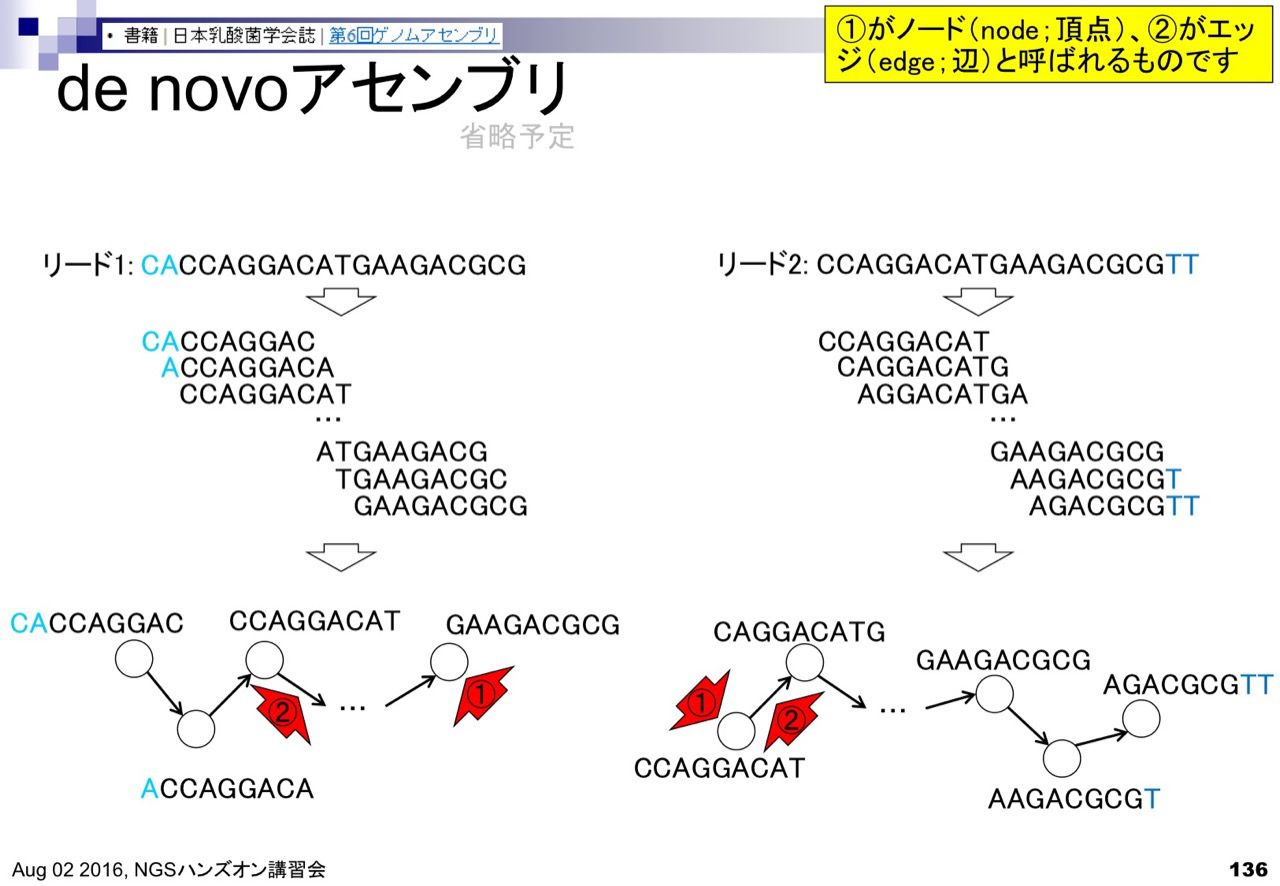 • 書籍 | 日本乳酸菌学会誌 | 第6回ゲノムアセンブリ
①がノード（node；頂点）、②がエッ
ジ（edge；辺）と呼ばれるものです
de novoアセンブリ
省略予定
リード1: CACCAGGACATGAAGACGCG
CACCAGGAC
ACCAGGACA
CCAGGACAT
…
ATGAAGACG
TGAAGACGC
GAAGACGCG
リード2: CCAGGACATGAAGACGCGTT
CCAGGACAT
CAGGACATG
AGGACATGA
…
GAAGACGCG
AAGACGCGT
AGACGCGTT
CACCAGGAC
CCAGGACAT
GAAGACGCG
②
…
①
ACCAGGACA
CAGGACATG
GAAGACGCG
AGACGCGTT
①
②
…
CCAGGACAT
AAGACGCGT
Aug 02 2016, NGSハンズオン講習会
136